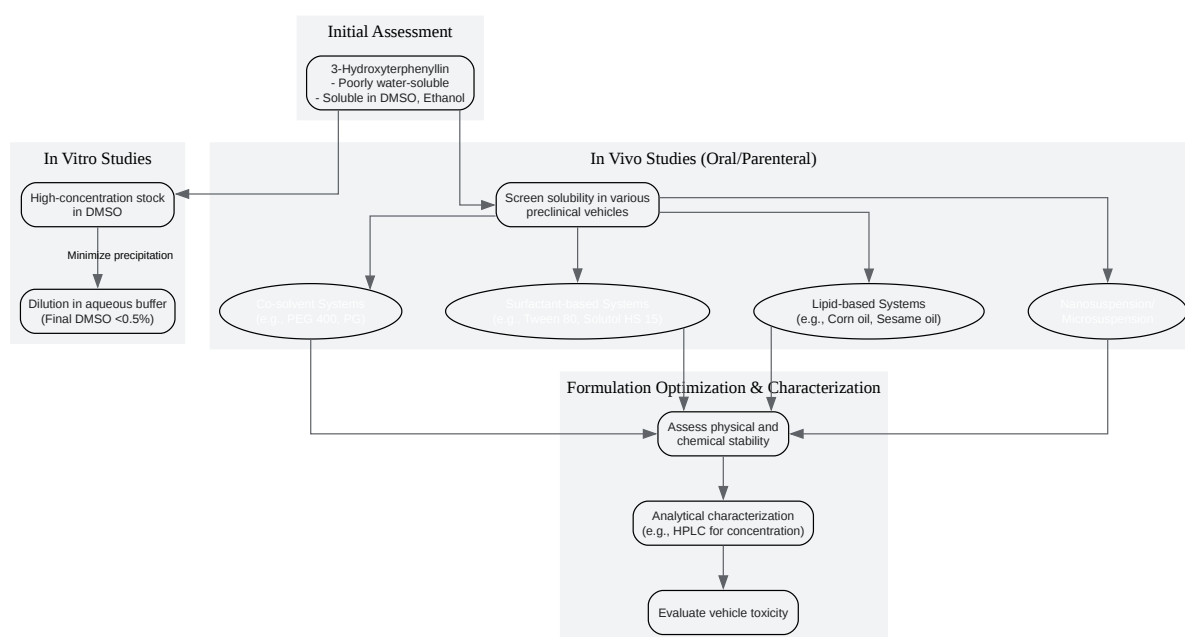 Initial Assessment
3-Hydroxyterphenyllin
- Poorly water-soluble
- Soluble in DMSO, Ethanol
In Vitro Studies
High-concentration stock
in DMSO
Minimize precipitation
Dilution in aqueous buffer
(Final DMSO <0.5%)
In Vivo Studies (Oral/Parenteral)
Screen solubility in various
preclinical vehicles
Co-solvent Systems
(e.g., PEG 400, PG)
Surfactant-based Systems
(e.g., Tween 80, Solutol HS 15)
Lipid-based Systems
(e.g., Corn oil, Sesame oil)
Nanosuspension/
Microsuspension
Formulation Optimization & Characterization
Assess physical and
chemical stability
Analytical characterization
(e.g., HPLC for concentration)
Evaluate vehicle toxicity